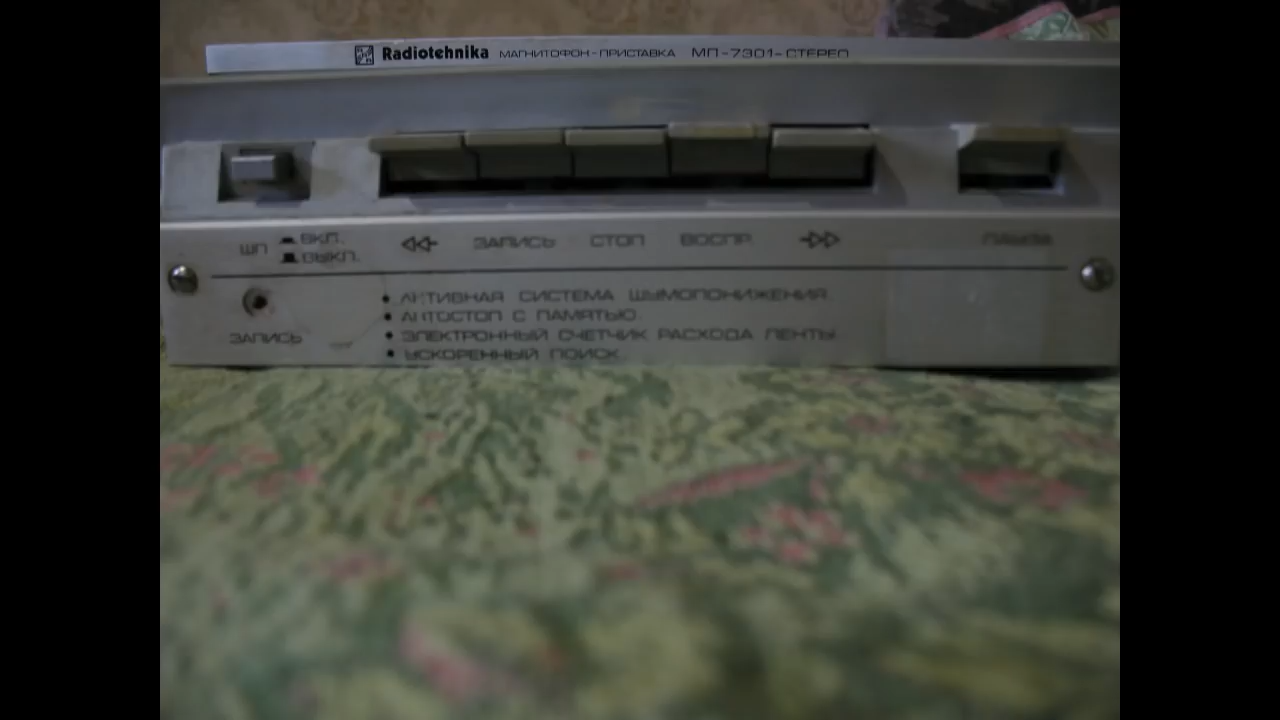 Radiotehnika МАГНИТОФОН-ПРИСТАВКА МП-7301-СТЕРЕО
ШП ВКЛ.
ВЫКЛ.
ЗАПИСЬ СТОП ВОСПР. ПАУЗА
ЗАПИСЬ
• АКТИВНАЯ СИСТЕМА ШУМОПОНИЖЕНИЯ.
• АВТОСТОП С ПАМЯТЬЮ.
• ЭЛЕКТРОННЫЙ СЧЕТЧИК РАСХОДА ЛЕНТЫ.
• УСКОРЕННЫЙ ПОИСК.